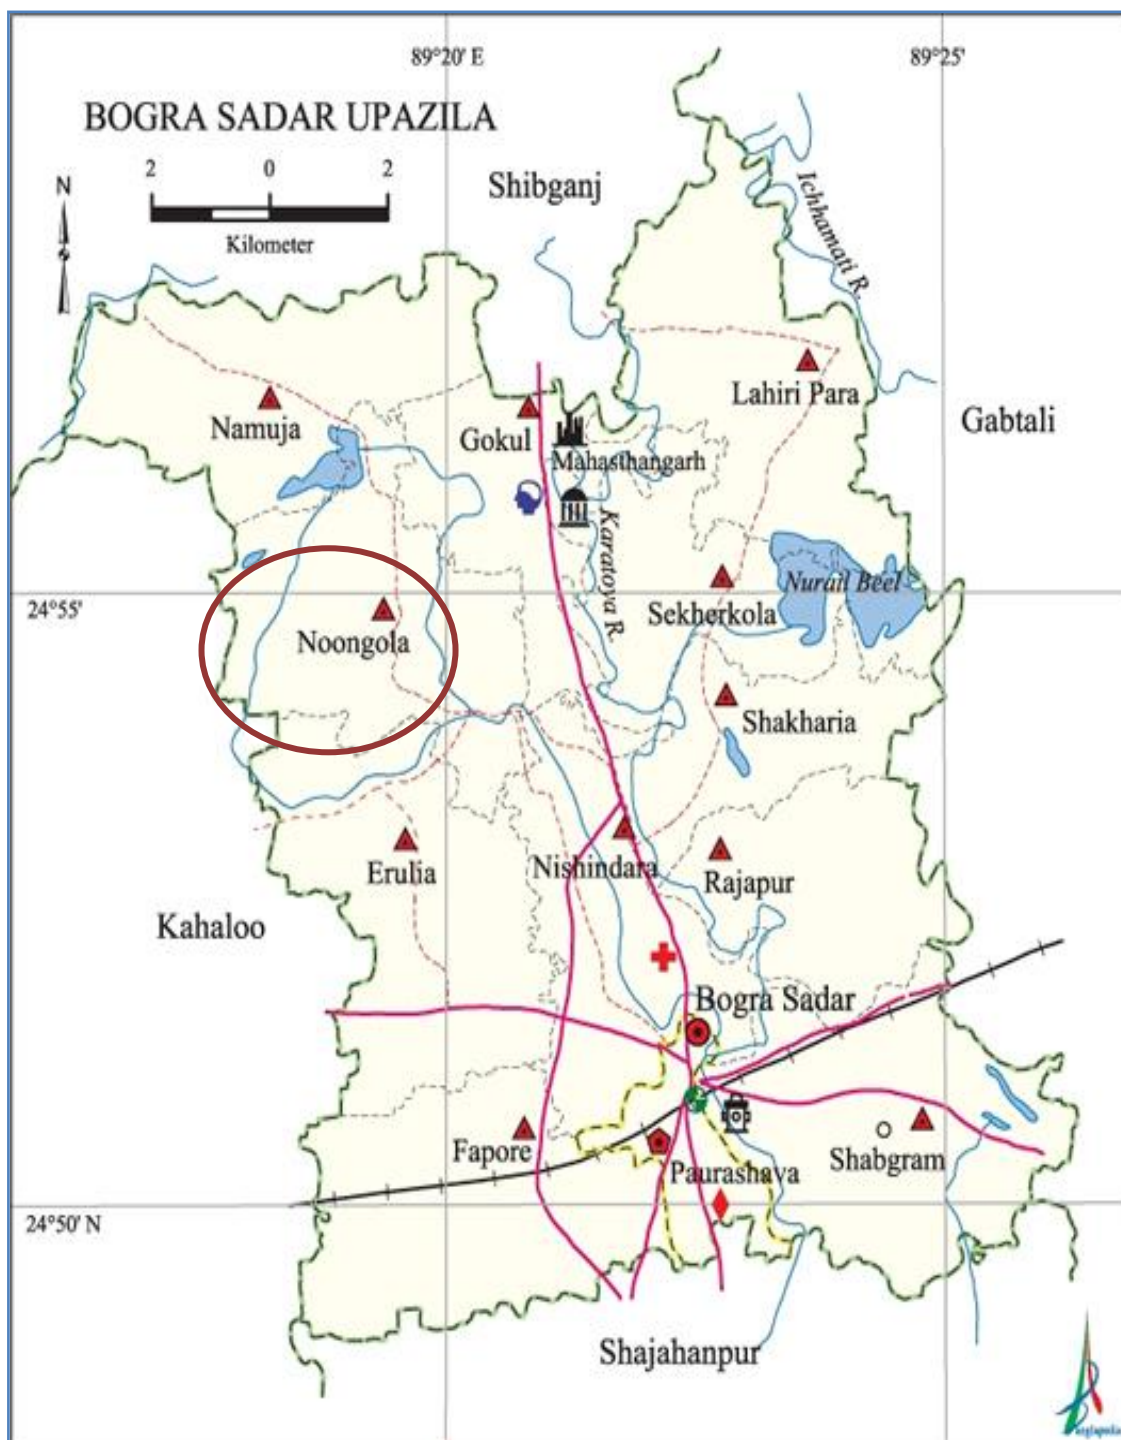 89°20' E
89°25'
BOGRA SADAR UPAZILA
2 0 2
Kilometer
N
Shibganj
Ichhamati R.
Lahiri Para
Namuja
Gokul
Gabtali
Mahasthangarh
Karatoya R.
Nurail Beel
24°55'
Sekherkola
Noongola
Shakharia
Nishindara
Erulia
Rajapur
Kahaloo
Bogra Sadar
Fapore
Shabgram
Paurashava
24°50' N
Shajahanpur